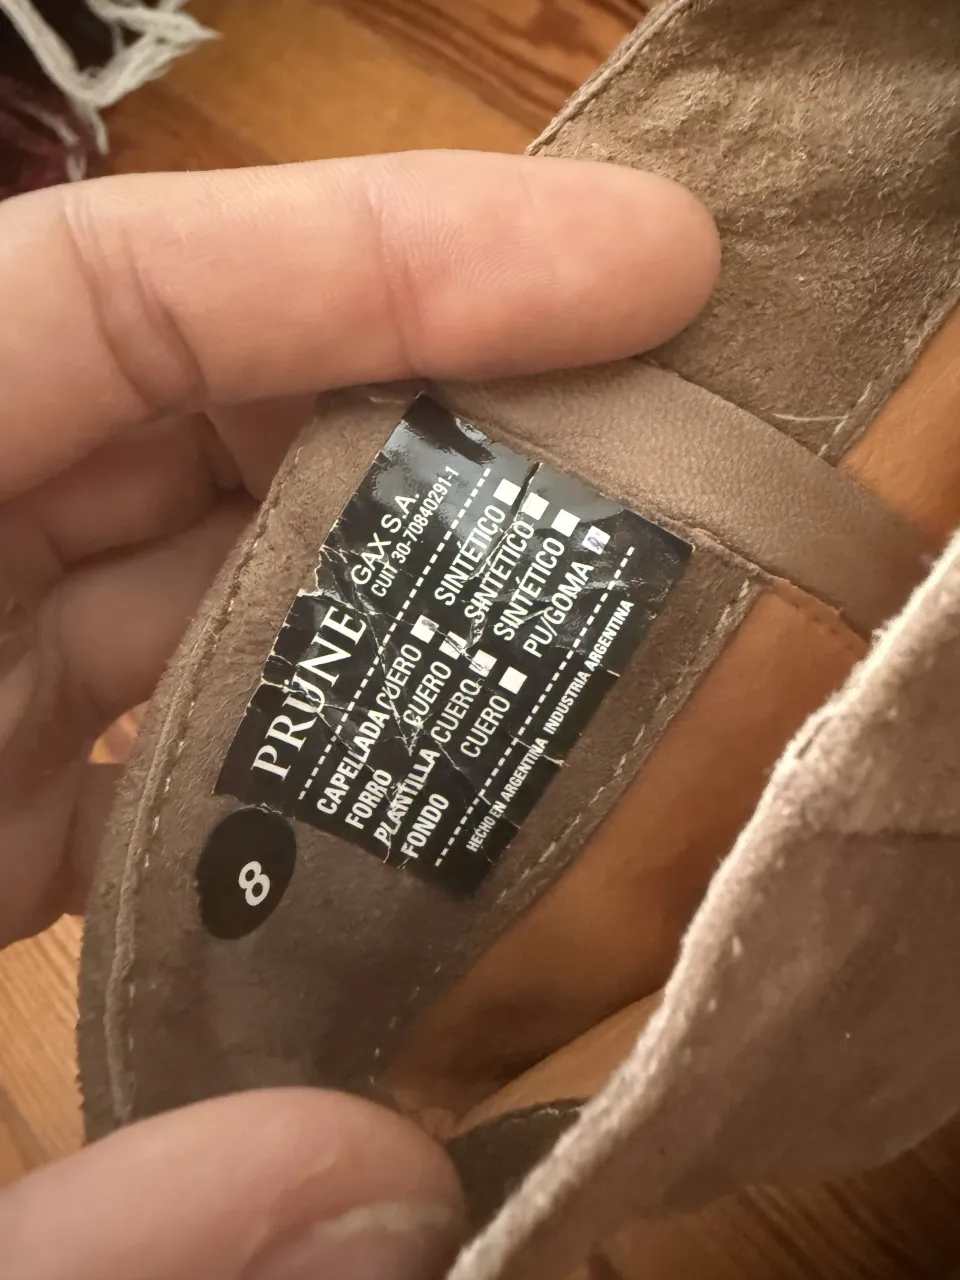 PRÜNE GAX S.A.
CUIT 30-70840291-1
CAPELLADA CUERO SINTÉTICO
FORRO CUERO SINTÉTICO
PLANTILLA CUERO SINTÉTICO
FONDO CUERO PU/GOMA
HECHO EN ARGENTINA INDUSTRIA ARGENTINA
8